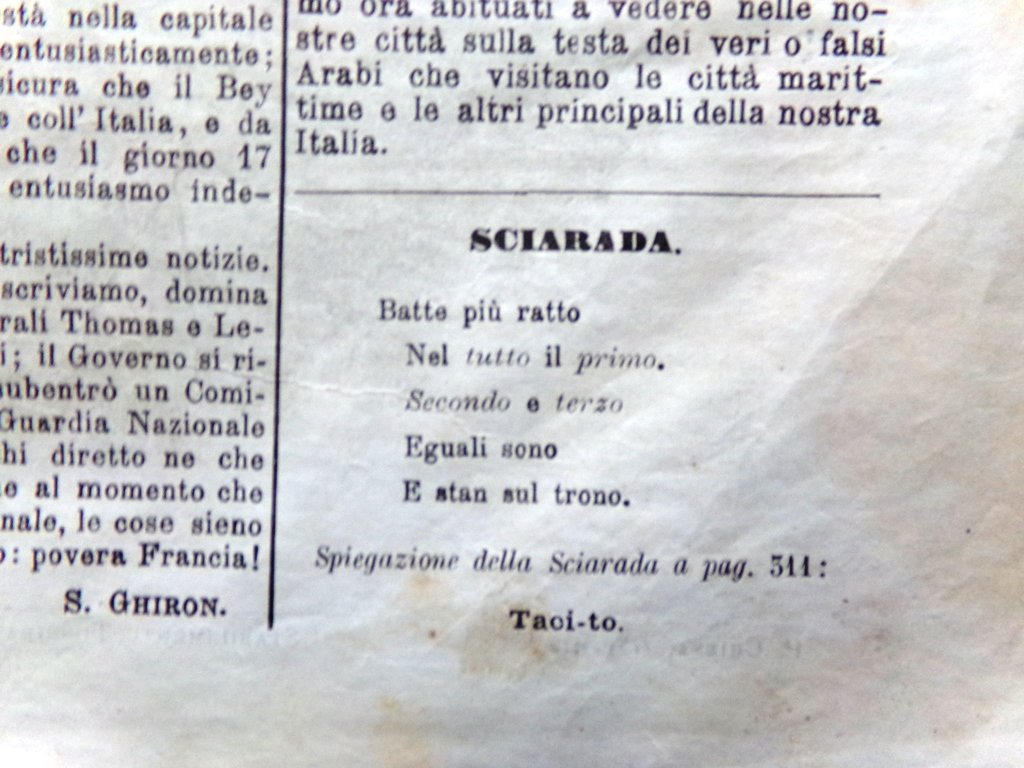 stà nella capitale
entusiasticamente;
sicura che il Bey
coll' Italia, e da
che il giorno 17
entusiasmo inde-
tristissime notizie.
scriviamo, domina
rali Thomas e Le-
i; il Governo si ri-
subentrò un Comi-
Guardia Nazionale
hi diretto ne che
e al momento che
nale, le cose sieno
o: povera Francia!
S. GHIRON.
mo ora abituati a vedere nelle no-
stre città sulla testa dei veri o falsi
Arabi che visitano le città marit-
time e le altri principali della nostra
Italia.
SCIARADA.
Batte più ratto
Nel tutto il primo.
Secondo e terzo
Eguali sono
E stan sul trono.
Spiegazione della Sciarada a pag. 311:
Taci-to.